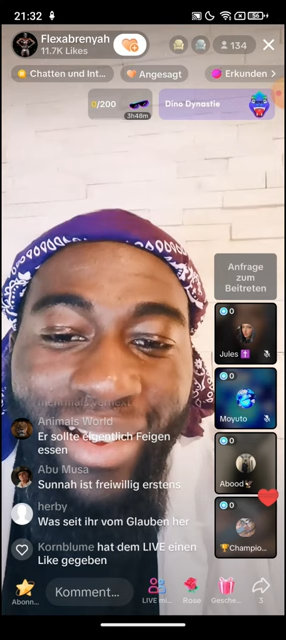 21:32
56
Flexabrenyah
11.7K Likes
134
Chatten und Int...
Angesagt
Erkunden >
0/200
3h48m
Dino Dynastie
Anfrage
zum
Beitreten
0
Jules
0
Moyuto
0
Abood
0
Champio...
Animals World
Er sollte eigentlich Feigen
essen
Abu Musa
Sunnah ist freiwillig erstens
herby
Was seit ihr vom Glauben her
Kornblume hat dem LIVE einen
Like gegeben
Abonn...
Komment...
LIVE mi...
Rose
Gesche...
3